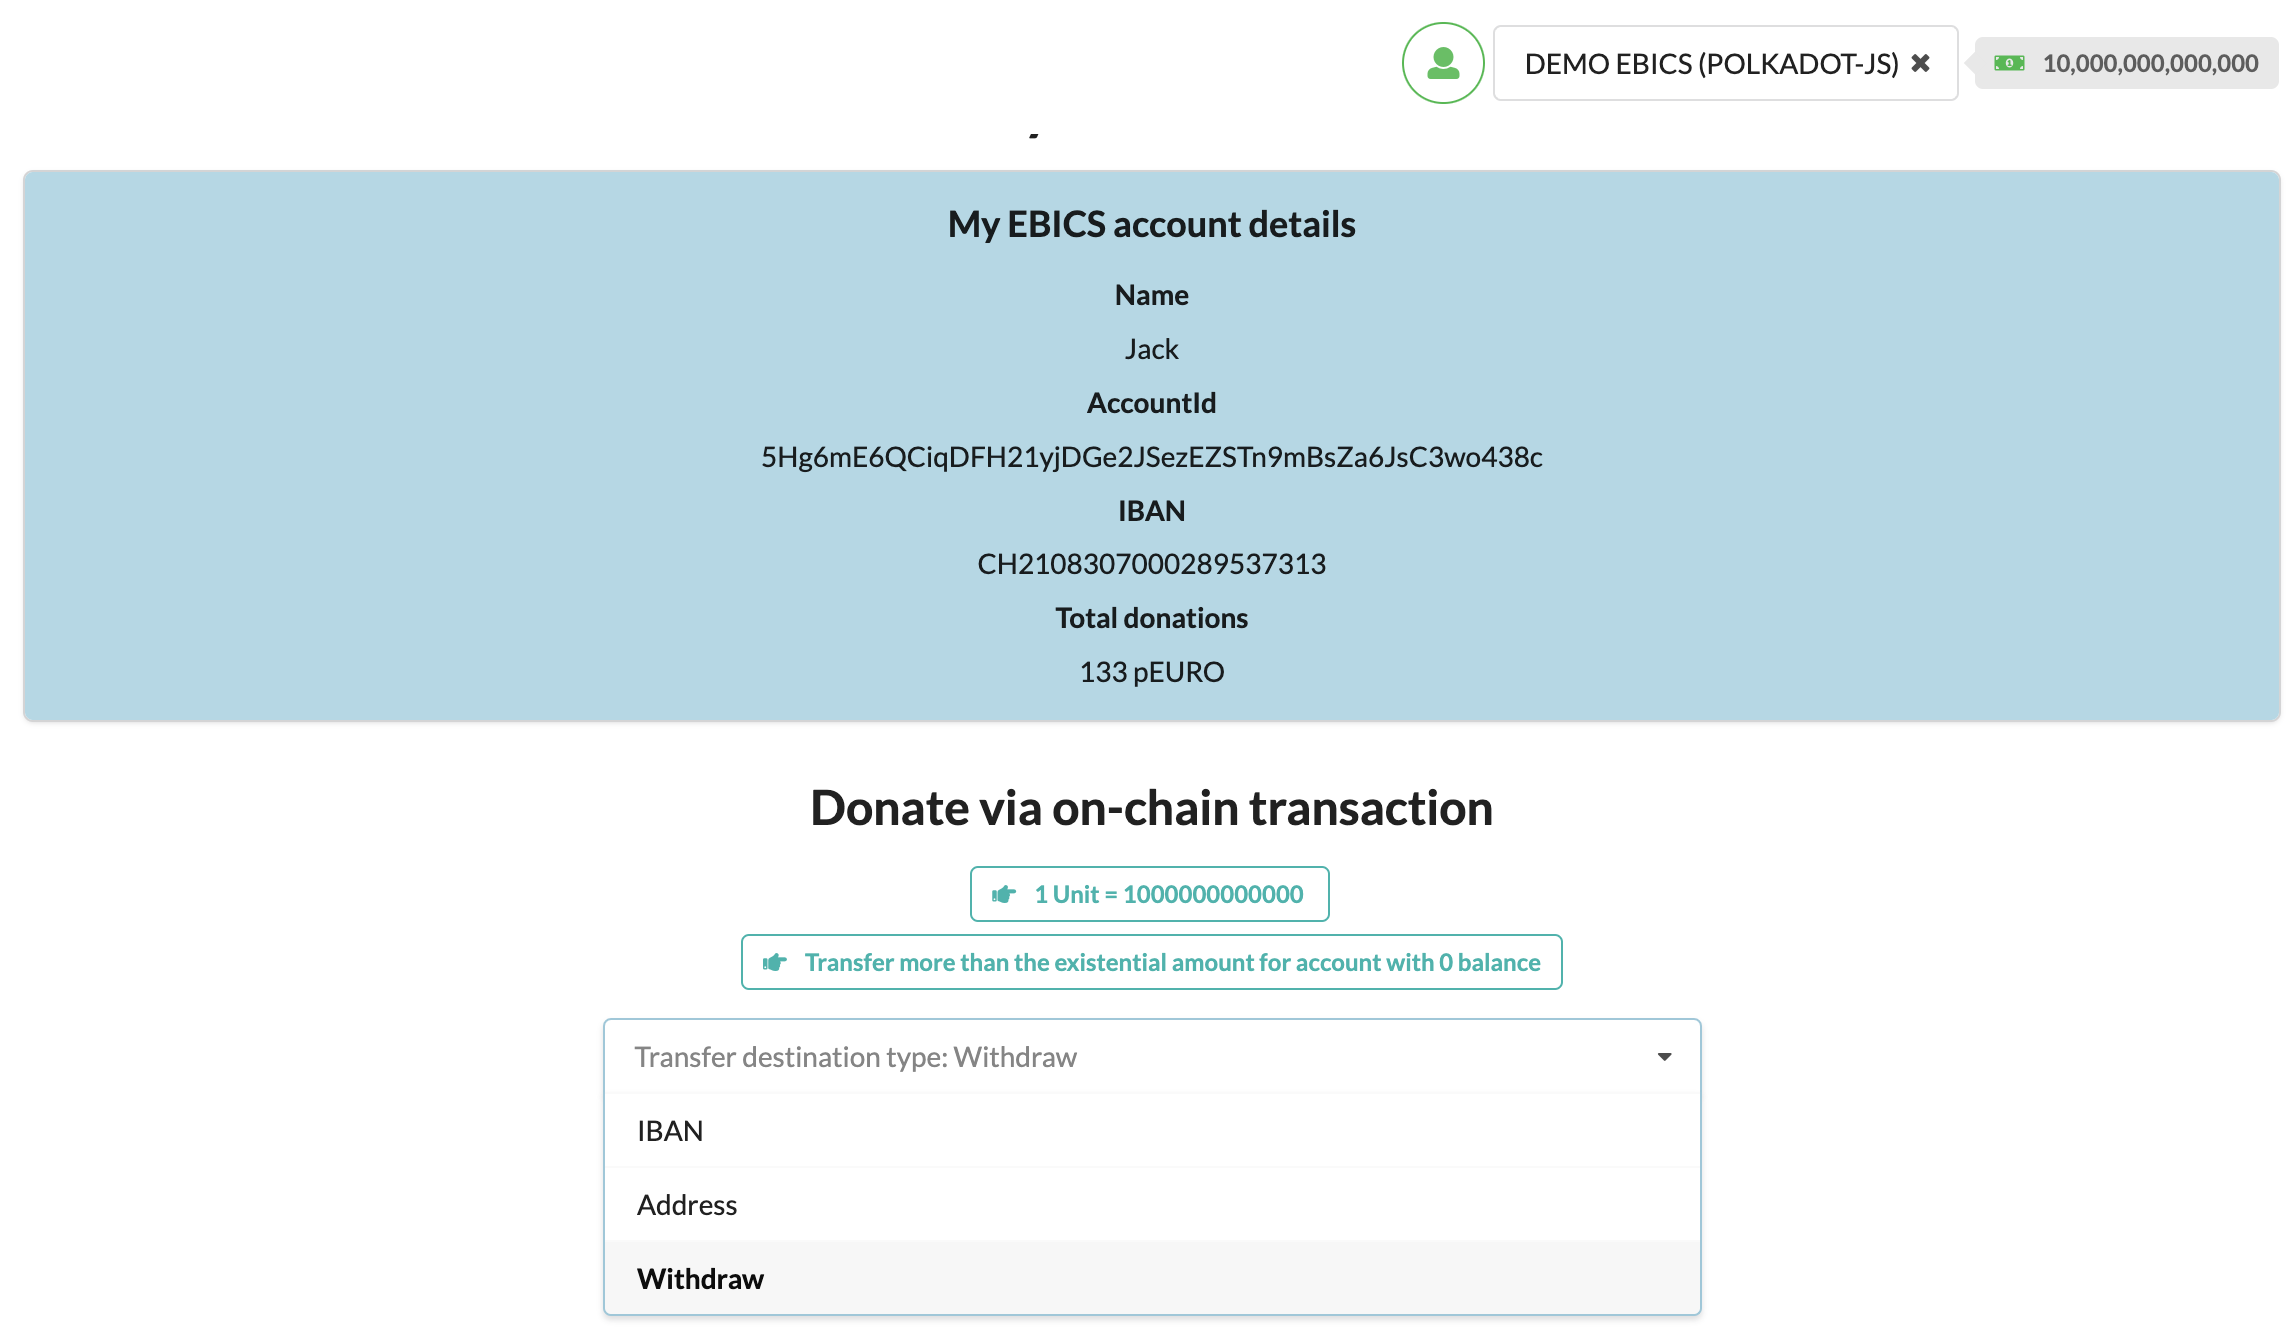 DEMO EBICS (POLKADOT-JS) ✖
10,000,000,000,000
My EBICS account details
Name
Jack
AccountId
5Hg6mE6QCiqDFH21yjDGe2JSezEZSTn9mBsZa6JsC3wo438c
IBAN
CH2108307000289537313
Total donations
133 pEURO
Donate via on-chain transaction
1 Unit = 1000000000000
Transfer more than the existential amount for account with 0 balance
Transfer destination type: Withdraw
IBAN
Address
Withdraw